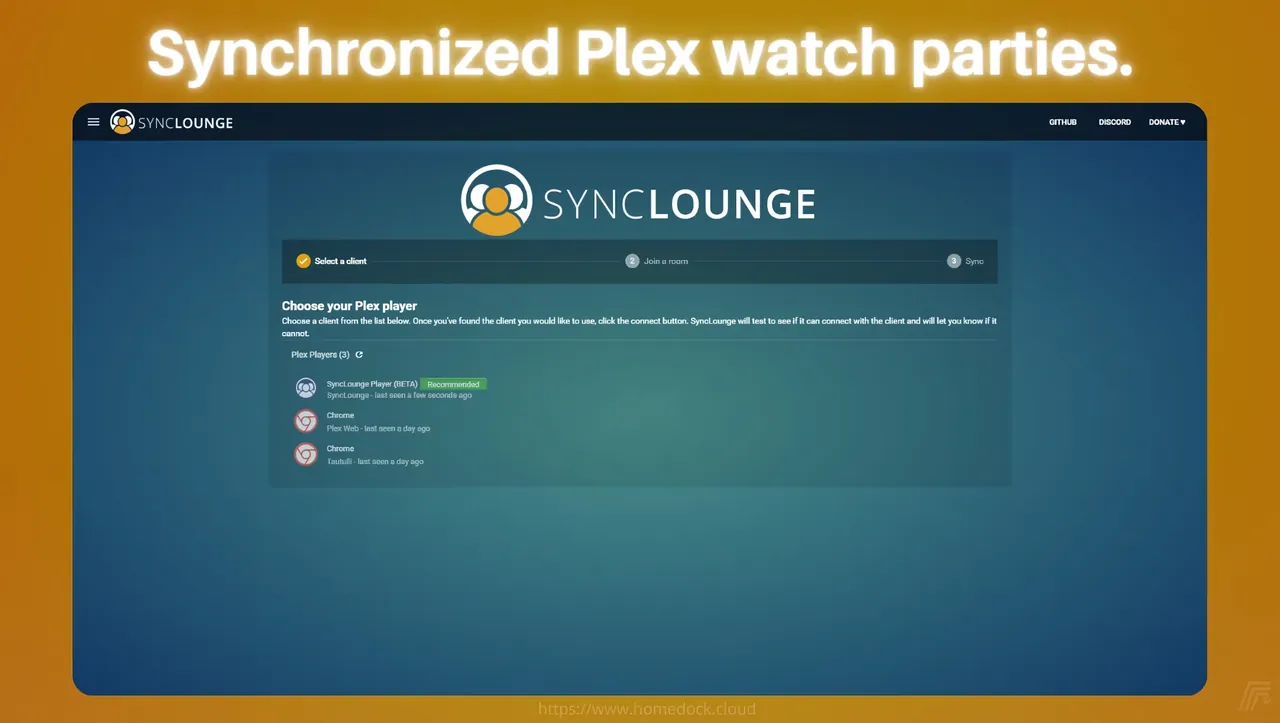 Synchronized Plex watch parties.
SYNCLOUNGE
GITHUB DISCORD DONATE ♥
SYNCLOUNGE
Select a client 2 Join a room 3 Sync
Choose your Plex player
Choose a client from the list below. Once you've found the client you would like to use, click the connect button. SyncLounge will test to see if it can connect with the client and will let you know if it
cannot.
Plex Players (3)
SyncLounge Player (BETA) Recommended
SyncLounge - last seen a few seconds ago
Chrome
Plex Web - last seen a day ago
Chrome
Tautulli - last seen a day ago
https://www.homedock.cloud